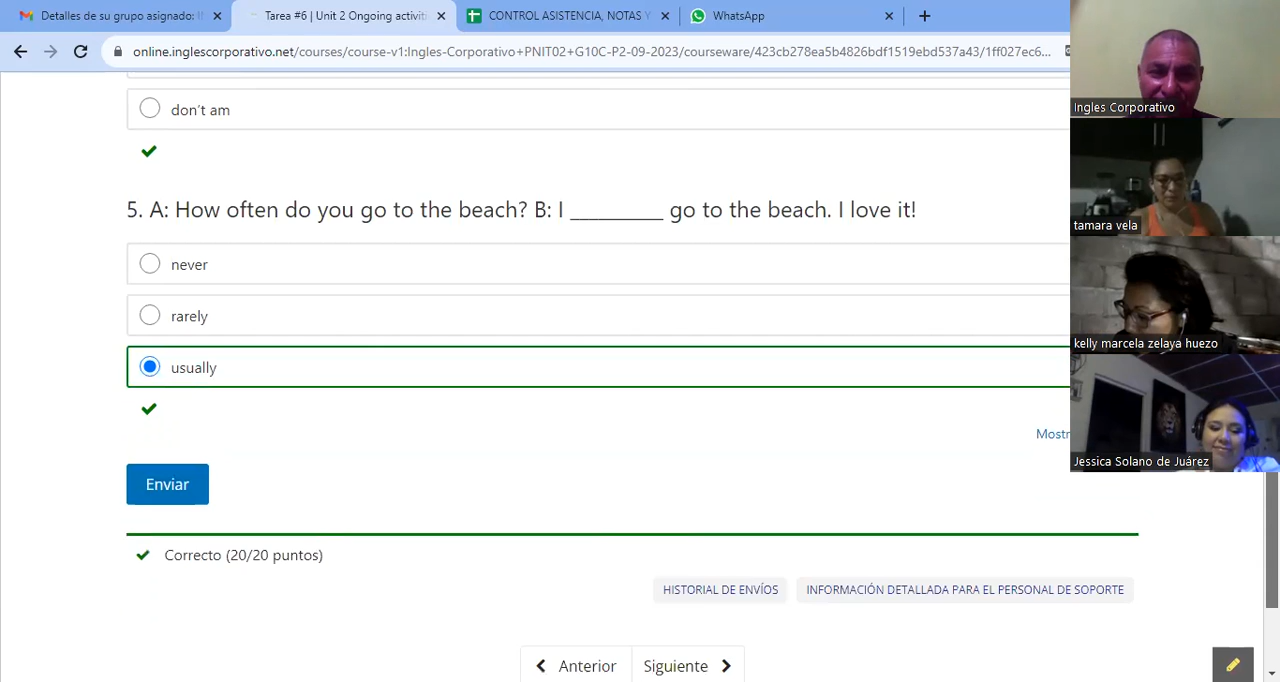 Detalles de su grupo asignado: I
Tarea #6 | Unit 2 Ongoing activiti
CONTROL ASISTENCIA, NOTAS Y
WhatsApp
online.inglescorporativo.net/courses/course-v1:Ingles-Corporativo+PNIT02+G10C-P2-09-2023/courseware/423cb278ea5b4826bdf1519ebd537a43/1ff027ec6...
don't am
5. A: How often do you go to the beach? B: I _________ go to the beach. I love it!
never
rarely
usually
Mostr
Enviar
Correcto (20/20 puntos)
HISTORIAL DE ENVÍOS
INFORMACIÓN DETALLADA PARA EL PERSONAL DE SOPORTE
Anterior
Siguiente
Ingles Corporativo
tamara vela
kelly marcela zelaya huezo
Jessica Solano de Juárez